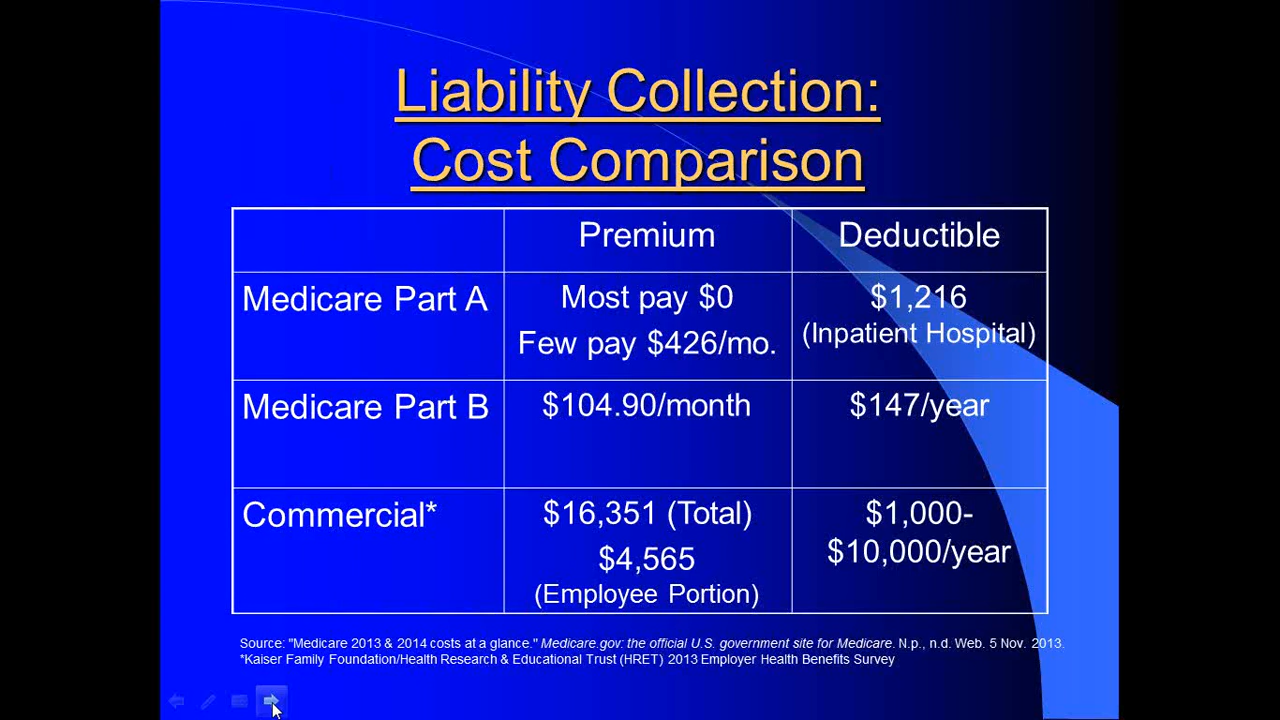 Liability Collection:
Cost Comparison
Premium
Deductible
Medicare Part A
Most pay $0
Few pay $426/mo.
$1,216
(Inpatient Hospital)
Medicare Part B
$104.90/month
$147/year
Commercial*
$16,351 (Total)
$4,565
(Employee Portion)
$1,000-
$10,000/year
Source: "Medicare 2013 & 2014 costs at a glance." Medicare.gov: the official U.S. government site for Medicare. N.p., n.d. Web. 5 Nov. 2013.
*Kaiser Family Foundation/Health Research & Educational Trust (HRET) 2013 Employer Health Benefits Survey